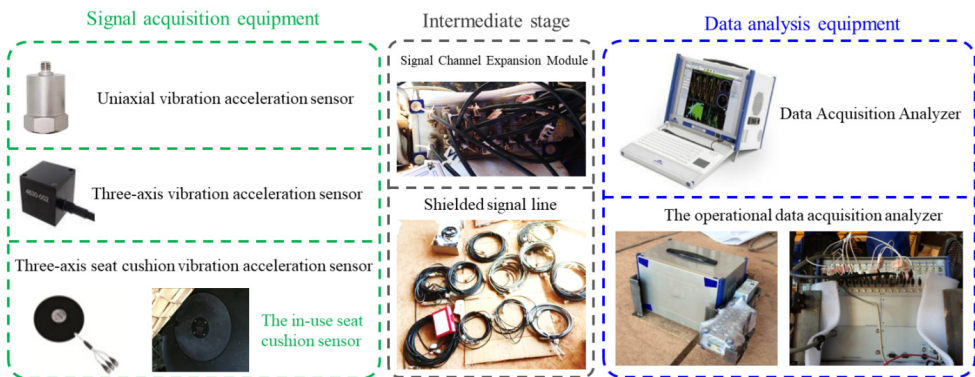 Signal acquisition equipment
Uniaxial vibration acceleration sensor
4630-002
Three-axis vibration acceleration sensor
Three-axis seat cushion vibration acceleration sensor
The in-use seat
cushion sensor
Intermediate stage
Signal Channel Expansion Module
Shielded signal line
Data analysis equipment
Data Acquisition Analyzer
The operational data acquisition analyzer